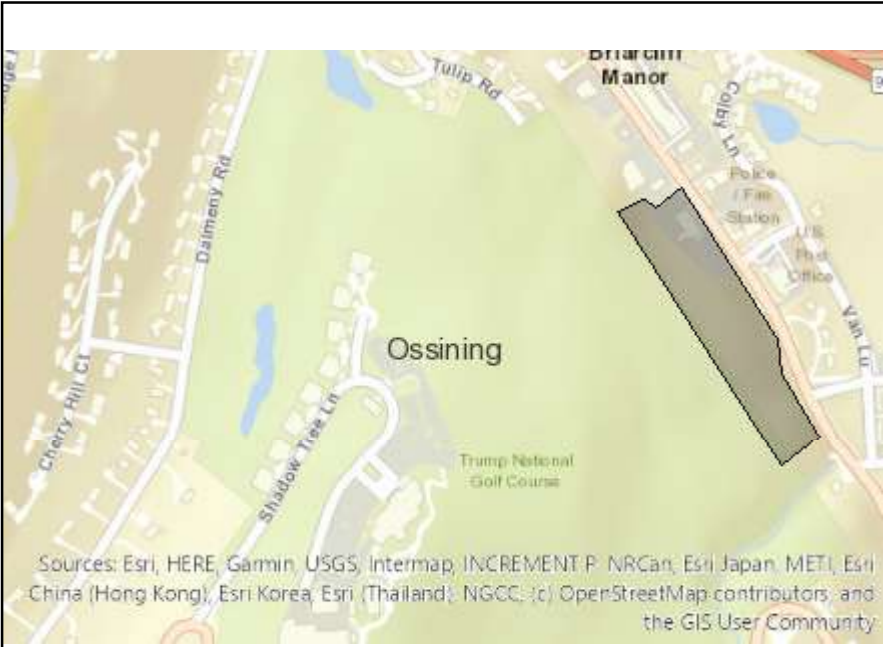 Briarcliff
Manor
Tulip Rd
9
Colby Ln
Police
/ Fire
Station
U.S.
Post
Office
Van Lu
Dalmeny Rd
Ossining
Cherry Hill Ct
Shadow Tree Ln
Trump National
Golf Course
Sources: Esri, HERE, Garmin, USGS, Intermap, INCREMENT P, NRCan, Esri Japan, METI, Esri
China (Hong Kong), Esri Korea, Esri (Thailand), NGCC, (c) OpenStreetMap contributors, and
the GIS User Community